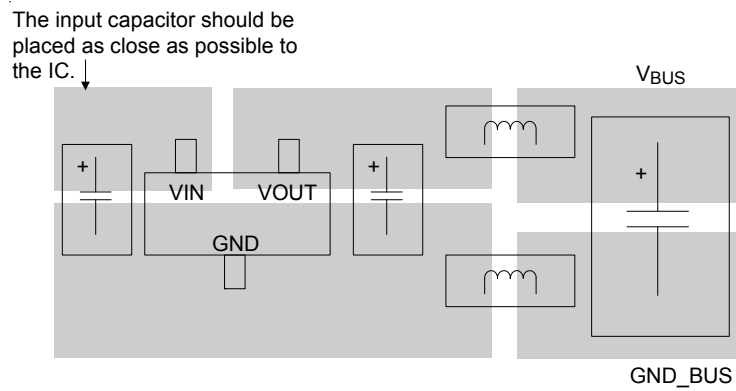 The input capacitor should be
placed as close as possible to
the IC.
VBUS
+
+
+
VIN
VOUT
GND
GND_BUS